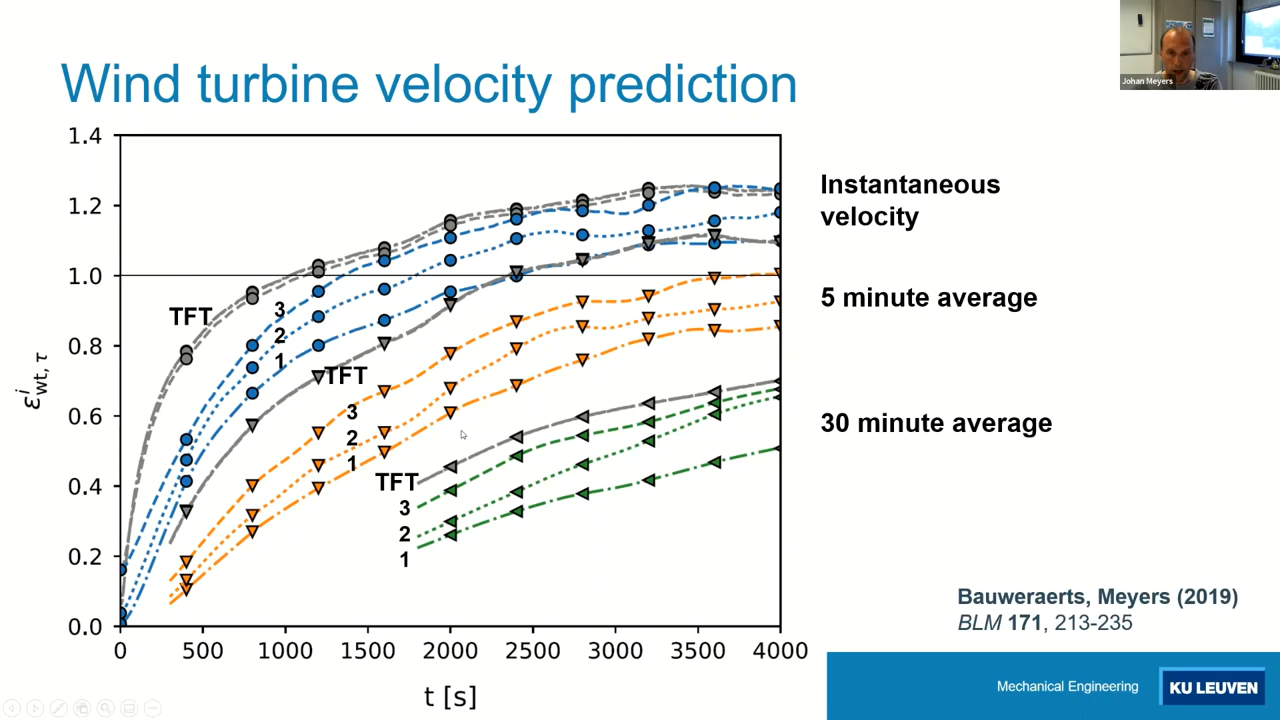 Johan Meyers
Wind turbine velocity prediction
1.4
1.2
1.0
0.8
0.6
0.4
0.2
0.0
ε^i_wt, τ
TFT
3
2
1
TFT
3
2
1
TFT
3
2
1
0
500
1000
1500
2000
2500
3000
3500
4000
t [s]
Instantaneous
velocity
5 minute average
30 minute average
Bauweraerts, Meyers (2019)
BLM 171, 213-235
Mechanical Engineering
KU LEUVEN